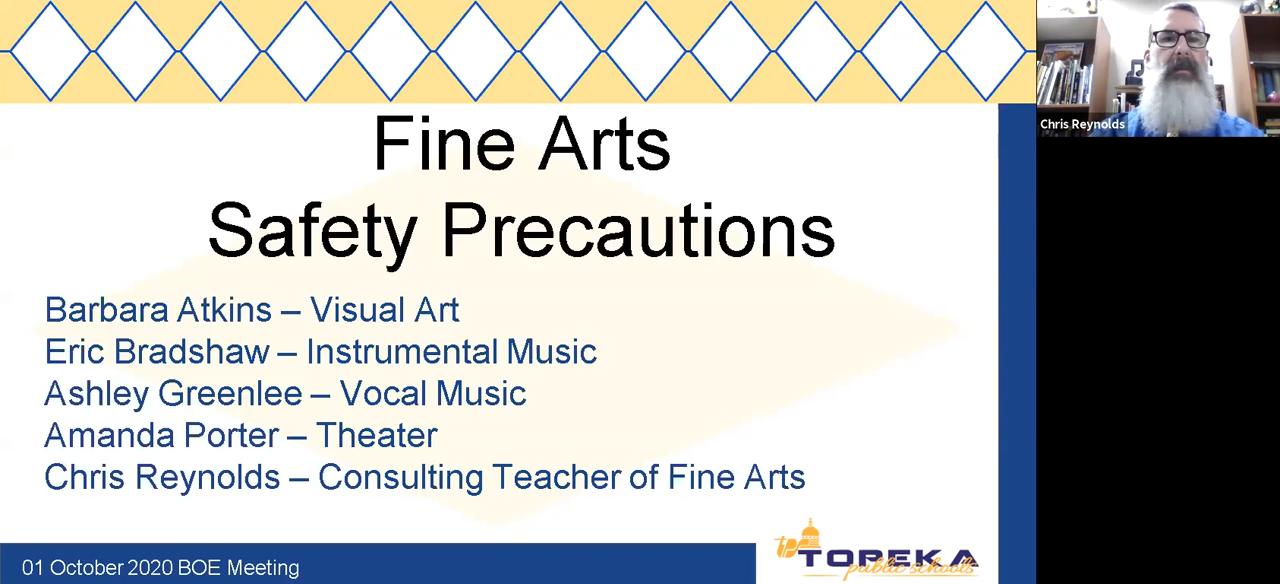 Fine Arts
Safety Precautions
Barbara Atkins – Visual Art
Eric Bradshaw – Instrumental Music
Ashley Greenlee – Vocal Music
Amanda Porter – Theater
Chris Reynolds – Consulting Teacher of Fine Arts
01 October 2020 BOE Meeting
tps TOPEKA
public schools
Chris Reynolds